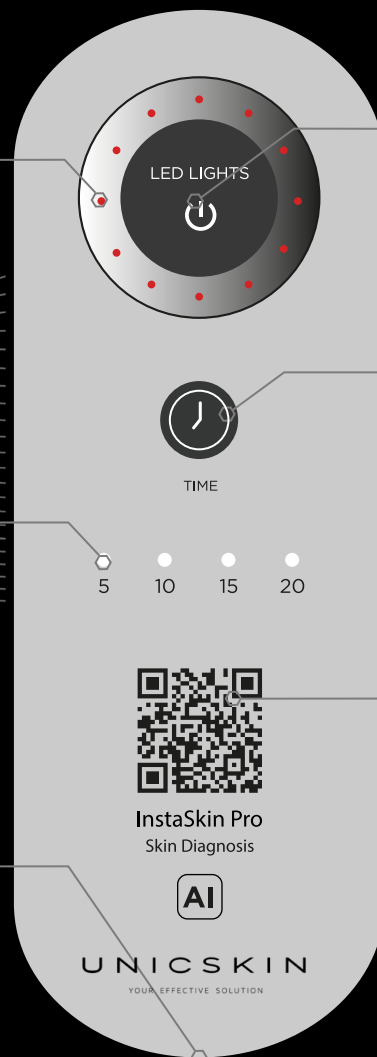 LED LIGHTS
TIME
5 10 15 20
InstaSkin Pro
Skin Diagnosis
AI
UNICSKIN
YOUR EFFECTIVE SOLUTION